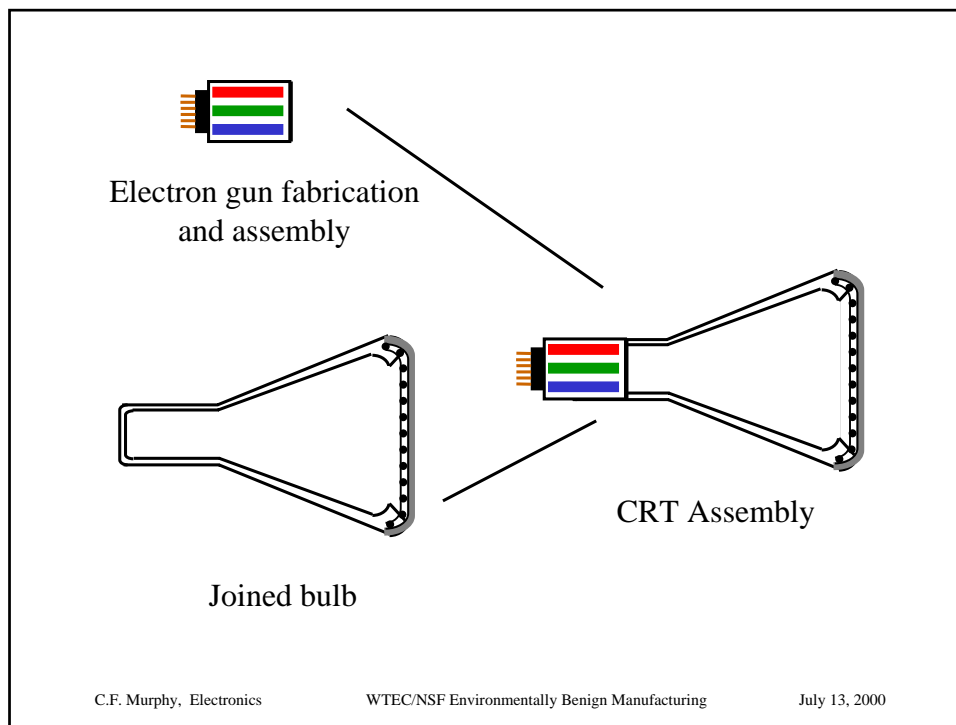 Electron gun fabrication
and assembly
CRT Assembly
Joined bulb
C.F. Murphy, Electronics WTEC/NSF Environmentally Benign Manufacturing July 13, 2000